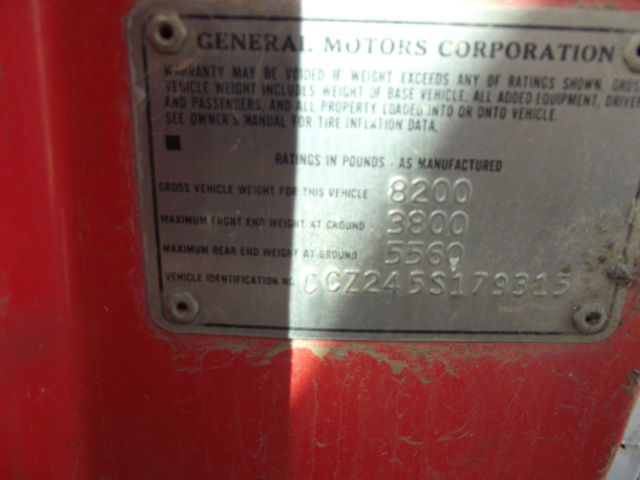 GENERAL MOTORS CORPORATION
WARRANTY MAY BE VOIDED IF WEIGHT EXCEEDS ANY OF RATINGS SHOWN. GROS
VEHICLE WEIGHT INCLUDES WEIGHT OF BASE VEHICLE, ALL ADDED EQUIPMENT, DRIVER
AND PASSENGERS, AND ALL PROPERTY LOADED INTO OR ONTO VEHICLE.
SEE OWNER'S MANUAL FOR TIRE INFLATION DATA.
RATINGS IN POUNDS - AS MANUFACTURED
GROSS VEHICLE WEIGHT FOR THIS VEHICLE 8200
MAXIMUM FRONT END WEIGHT AT GROUND 3800
MAXIMUM REAR END WEIGHT AT GROUND 5560
VEHICLE IDENTIFICATION NO. CCZ245S179315